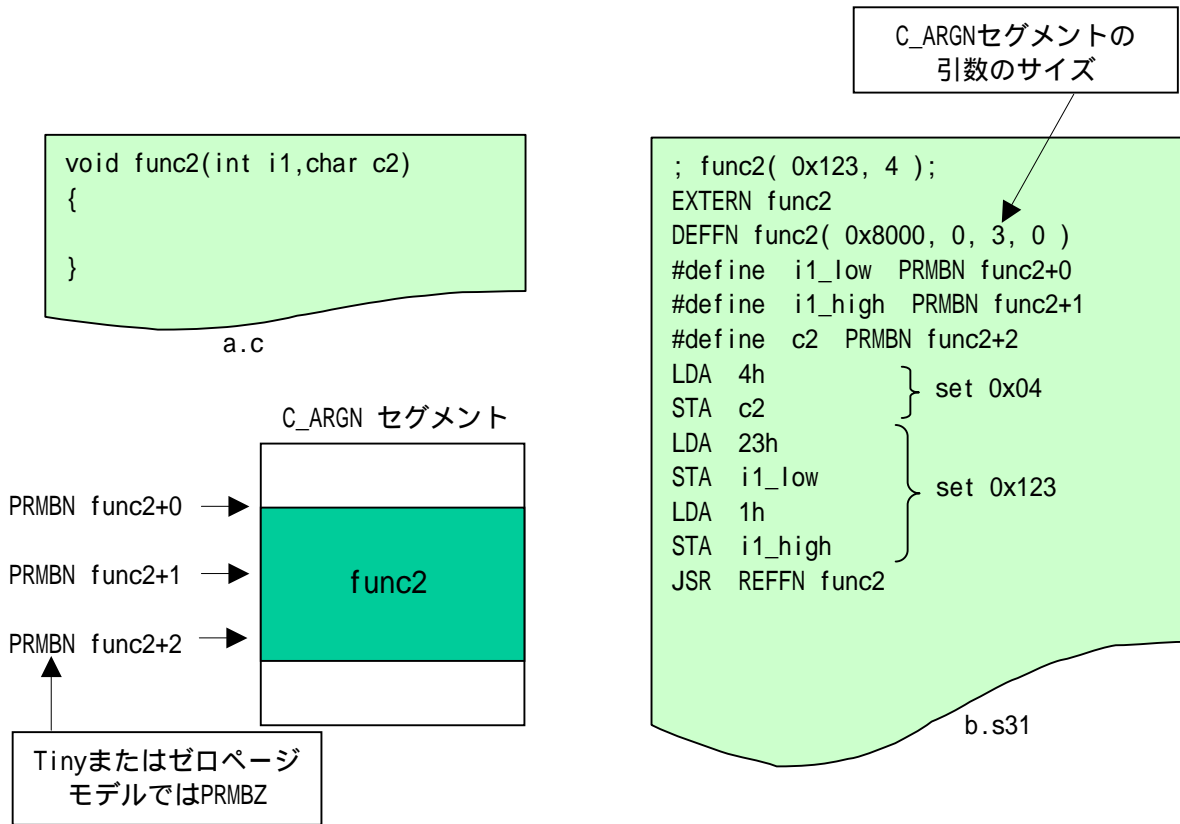 C_ARGNセグメントの
引数のサイズ
void func2(int i1,char c2)
{
}
a.c
; func2( 0x123, 4 );
EXTERN func2
DEFFN func2( 0x8000, 0, 3, 0 )
#define i1_low PRMBN func2+0
#define i1_high PRMBN func2+1
#define c2 PRMBN func2+2
LDA 4h
STA c2
set 0x04
LDA 23h
STA i1_low
LDA 1h
STA i1_high
set 0x123
JSR REFFN func2
b.s31
C_ARGN セグメント
PRMBN func2+0
PRMBN func2+1
PRMBN func2+2
func2
Tinyまたはゼロページ
モデルではPRMBZ